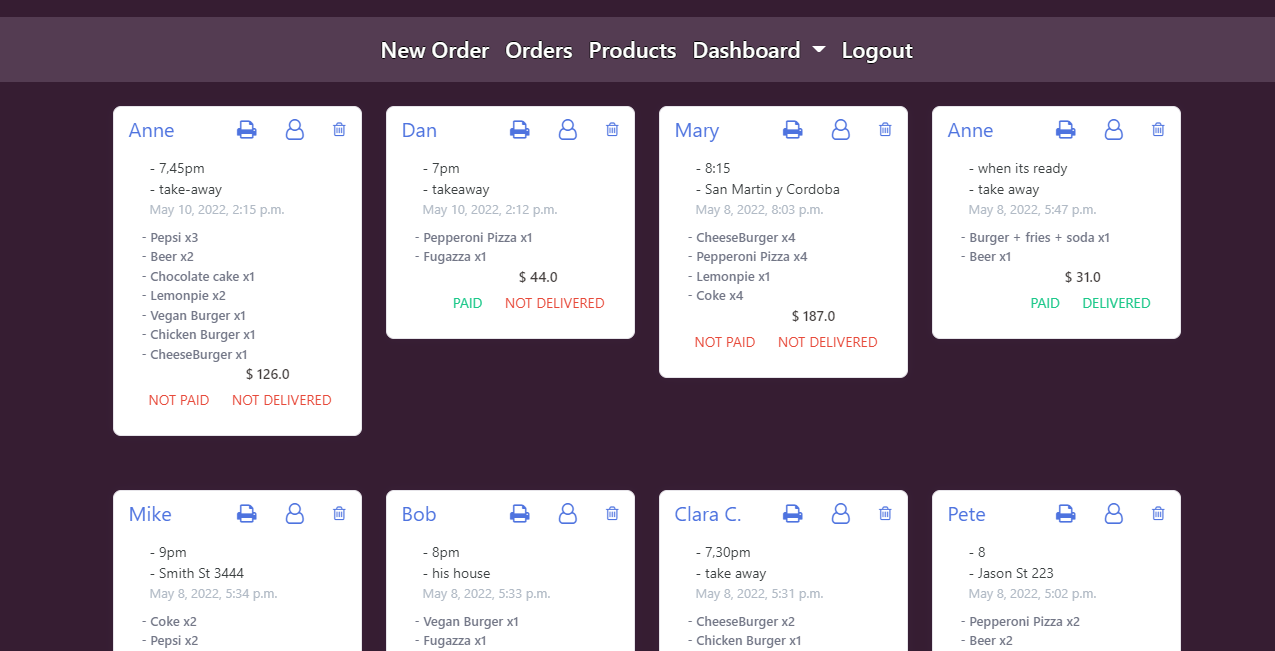 New Order Orders Products Dashboard Logout
Anne
- 7,45pm
- take-away
May 10, 2022, 2:15 p.m.
- Pepsi x3
- Beer x2
- Chocolate cake x1
- Lemonpie x2
- Vegan Burger x1
- Chicken Burger x1
- CheeseBurger x1
$ 126.0
NOT PAID NOT DELIVERED
Dan
- 7pm
- takeaway
May 10, 2022, 2:12 p.m.
- Pepperoni Pizza x1
- Fugazza x1
$ 44.0
PAID NOT DELIVERED
Mary
- 8:15
- San Martin y Cordoba
May 8, 2022, 8:03 p.m.
- CheeseBurger x4
- Pepperoni Pizza x4
- Lemonpie x1
- Coke x4
$ 187.0
NOT PAID NOT DELIVERED
Anne
- when its ready
- take away
May 8, 2022, 5:47 p.m.
- Burger + fries + soda x1
- Beer x1
$ 31.0
PAID DELIVERED
Mike
- 9pm
- Smith St 3444
May 8, 2022, 5:34 p.m.
- Coke x2
- Pepsi x2
Bob
- 8pm
- his house
May 8, 2022, 5:33 p.m.
- Vegan Burger x1
- Fugazza x1
Clara C.
- 7,30pm
- take away
May 8, 2022, 5:31 p.m.
- CheeseBurger x2
- Chicken Burger x1
Pete
- 8
- Jason St 223
May 8, 2022, 5:02 p.m.
- Pepperoni Pizza x2
- Beer x2